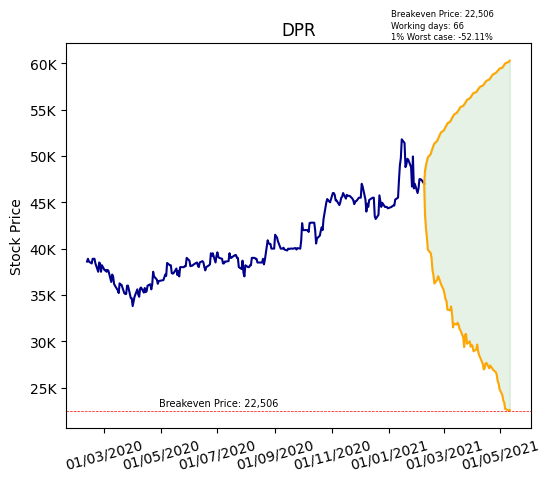 Breakeven Price: 22,506
Working days: 66
1% Worst case: -52.11%
DPR
60K
55K
50K
45K
40K
35K
30K
25K
Stock Price
Breakeven Price: 22,506
01/03/2020
01/05/2020
01/07/2020
01/09/2020
01/11/2020
01/01/2021
01/03/2021
01/05/2021